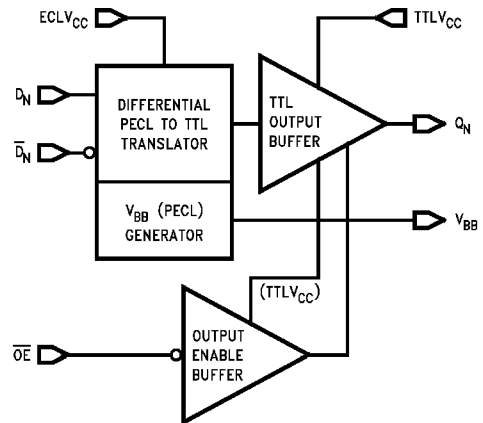 ECLV_CC
TTLV_CC
D_N
DIFFERENTIAL
PECL TO TTL
TRANSLATOR
TTL
OUTPUT
BUFFER
Q_N
D̅_N
V_BB (PECL)
GENERATOR
V_BB
(TTLV_CC)
O̅E̅
OUTPUT
ENABLE
BUFFER